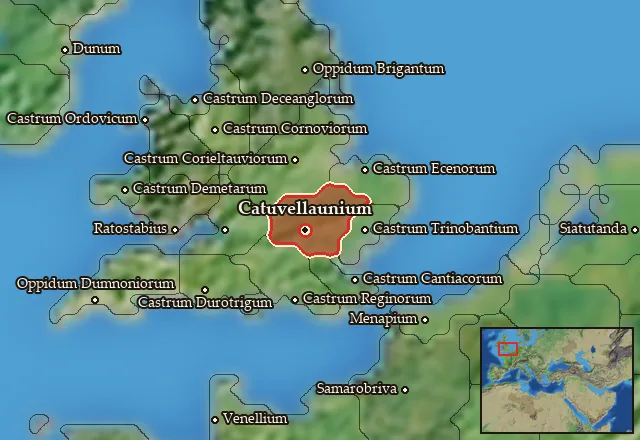 Dunum
Oppidum Brigantum
Castrum Deceanglorum
Castrum Ordovicum
Castrum Cornoviorum
Castrum Corieltauviorum
Castrum Ecenorum
Castrum Demetarum
Catuvellaunium
Ratostabius
Castrum Trinobantium
Siatutanda
Castrum Cantiacorum
Oppidum Dumnoniorum
Castrum Durotrigum
Castrum Reginorum
Menapium
Samarobriva
Venellium